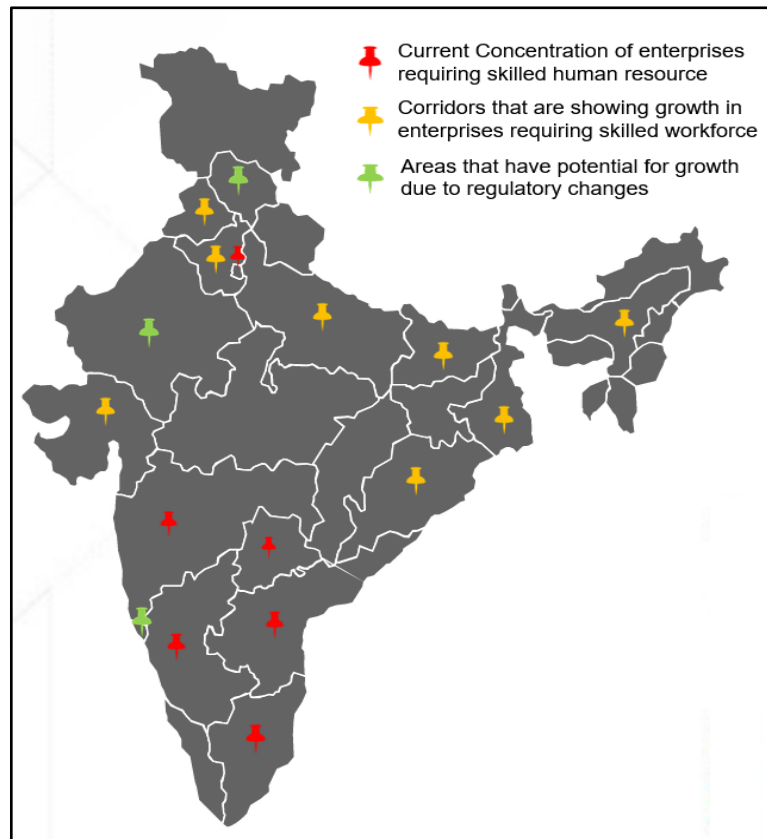 Current Concentration of enterprises
requiring skilled human resource
Corridors that are showing growth in
enterprises requiring skilled workforce
Areas that have potential for growth
due to regulatory changes